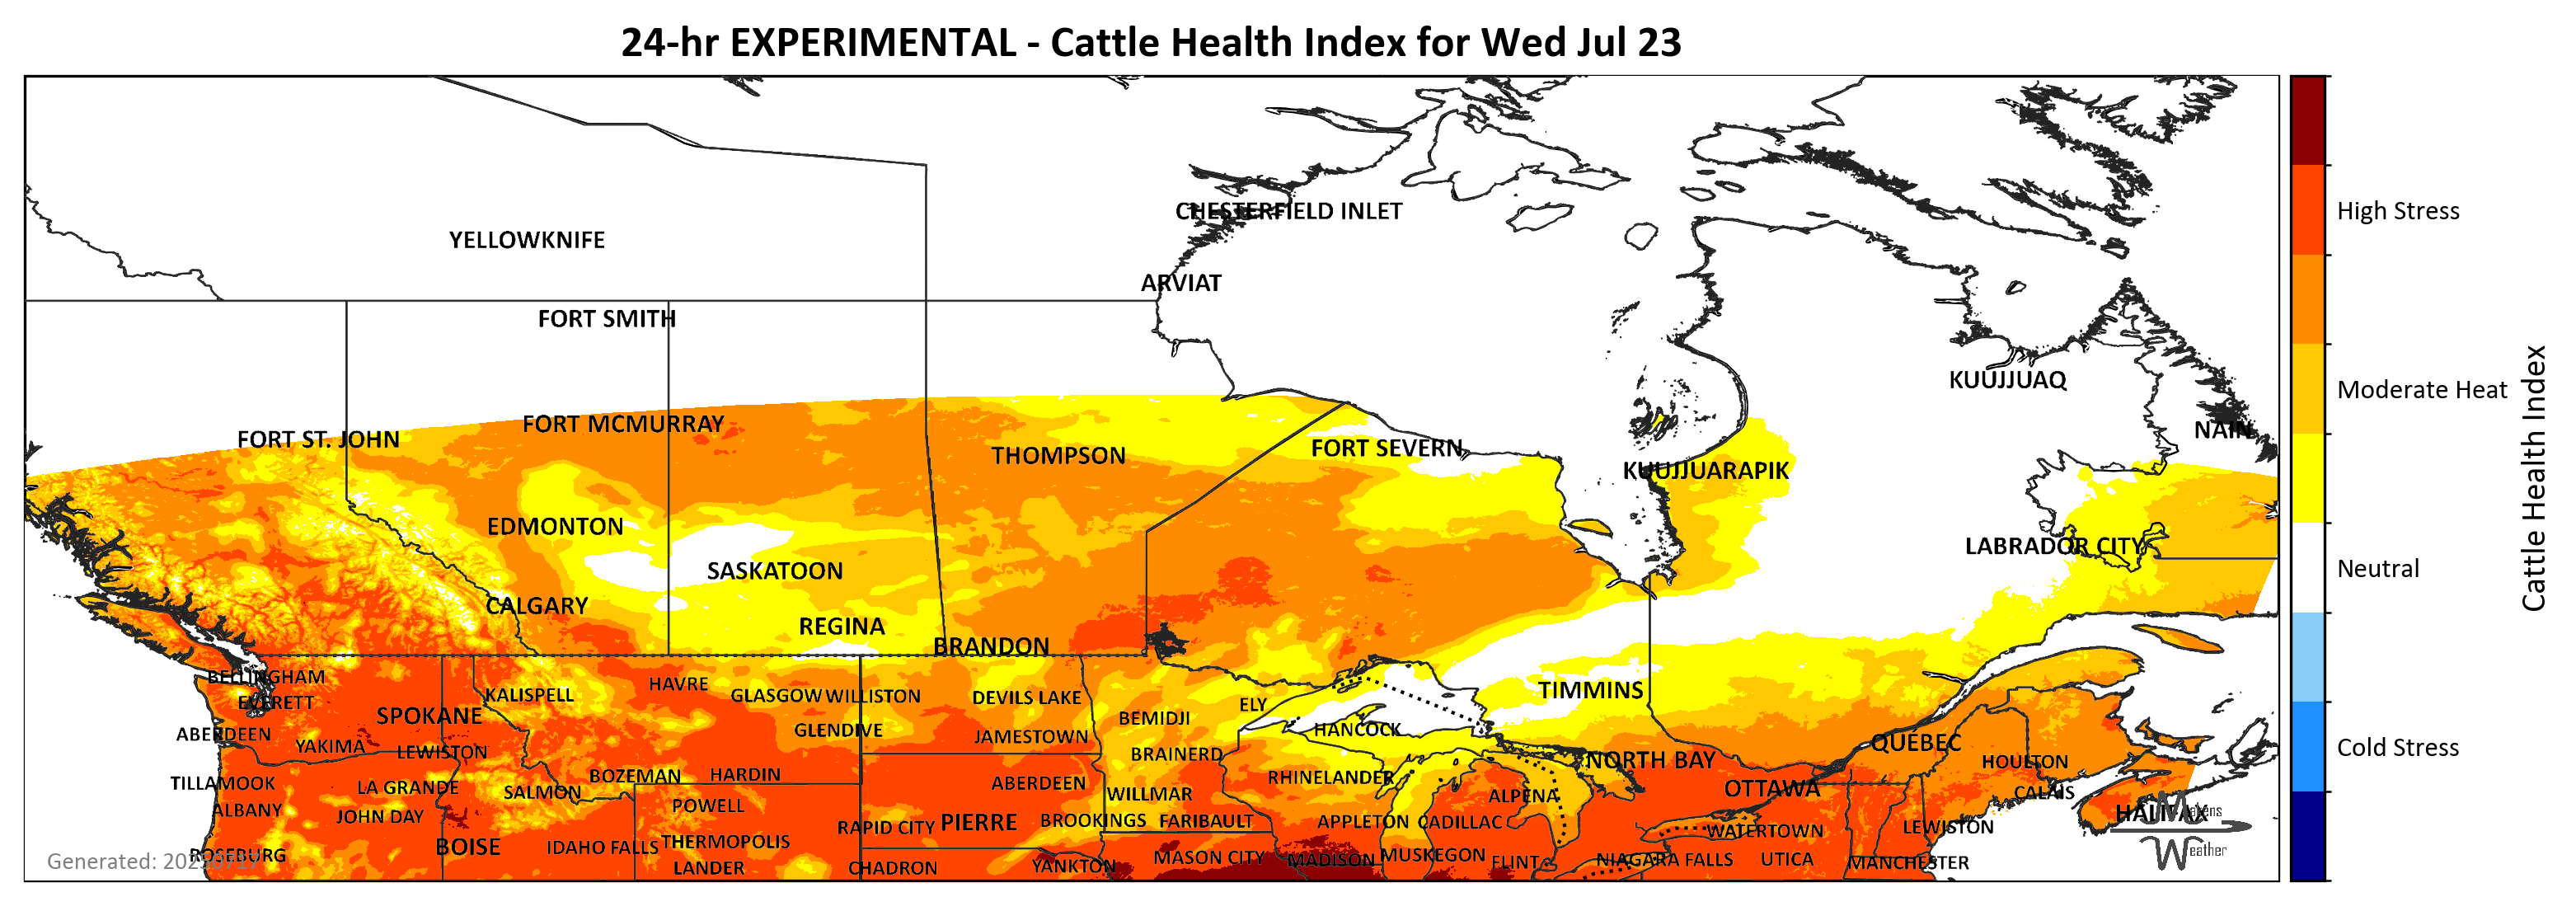 24-hr EXPERIMENTAL - Cattle Health Index for Wed Jul 23
CHESTERFIELD INLET
High Stress
YELLOWKNIFE
ARVIAT
FORT SMITH
KUUJJUAQ
Moderate Heat
FORT MCMURRAY
NAIN
FORT ST. JOHN
FORT SEVERN
THOMPSON
KUUJJUARAPIK
Cattle Health Index
EDMONTON
LABRADOR CITY
SASKATOON
Neutral
CALGARY
REGINA
BRANDON
BELLINGHAM
HAVRE
TIMMINS
KALISPELL
GLASGOW
WILLISTON
DEVILS LAKE
EVERETT
ELY
SPOKANE
BEMIDJI
ABERDEEN
GLENDIVE
HANCOCK
JAMESTOWN
QUEBEC
YAKIMA
LEWISTON
BRAINERD
Cold Stress
NORTH BAY
HOULTON
BOZEMAN
HARDIN
RHINELANDER
TILLAMOOK
LA GRANDE
ABERDEEN
OTTAWA
SALMON
WILLMAR
CALAIS
ALPENA
POWELL
ALBANY
JOHN DAY
HALIFAX
Makens
RAPID CITY
PIERRE
BROOKINGS
FARIBAULT
APPLETON
CADILLAC
WATERTOWN
LEWISTON
BOISE
IDAHO FALLS
THERMOPOLIS
Weather
ROSEBURG
MASON CITY
MADISON
MUSKEGON
FLINT
NIAGARA FALLS
UTICA
MANCHESTER
Generated:
LANDER
CHADRON
YANKTON